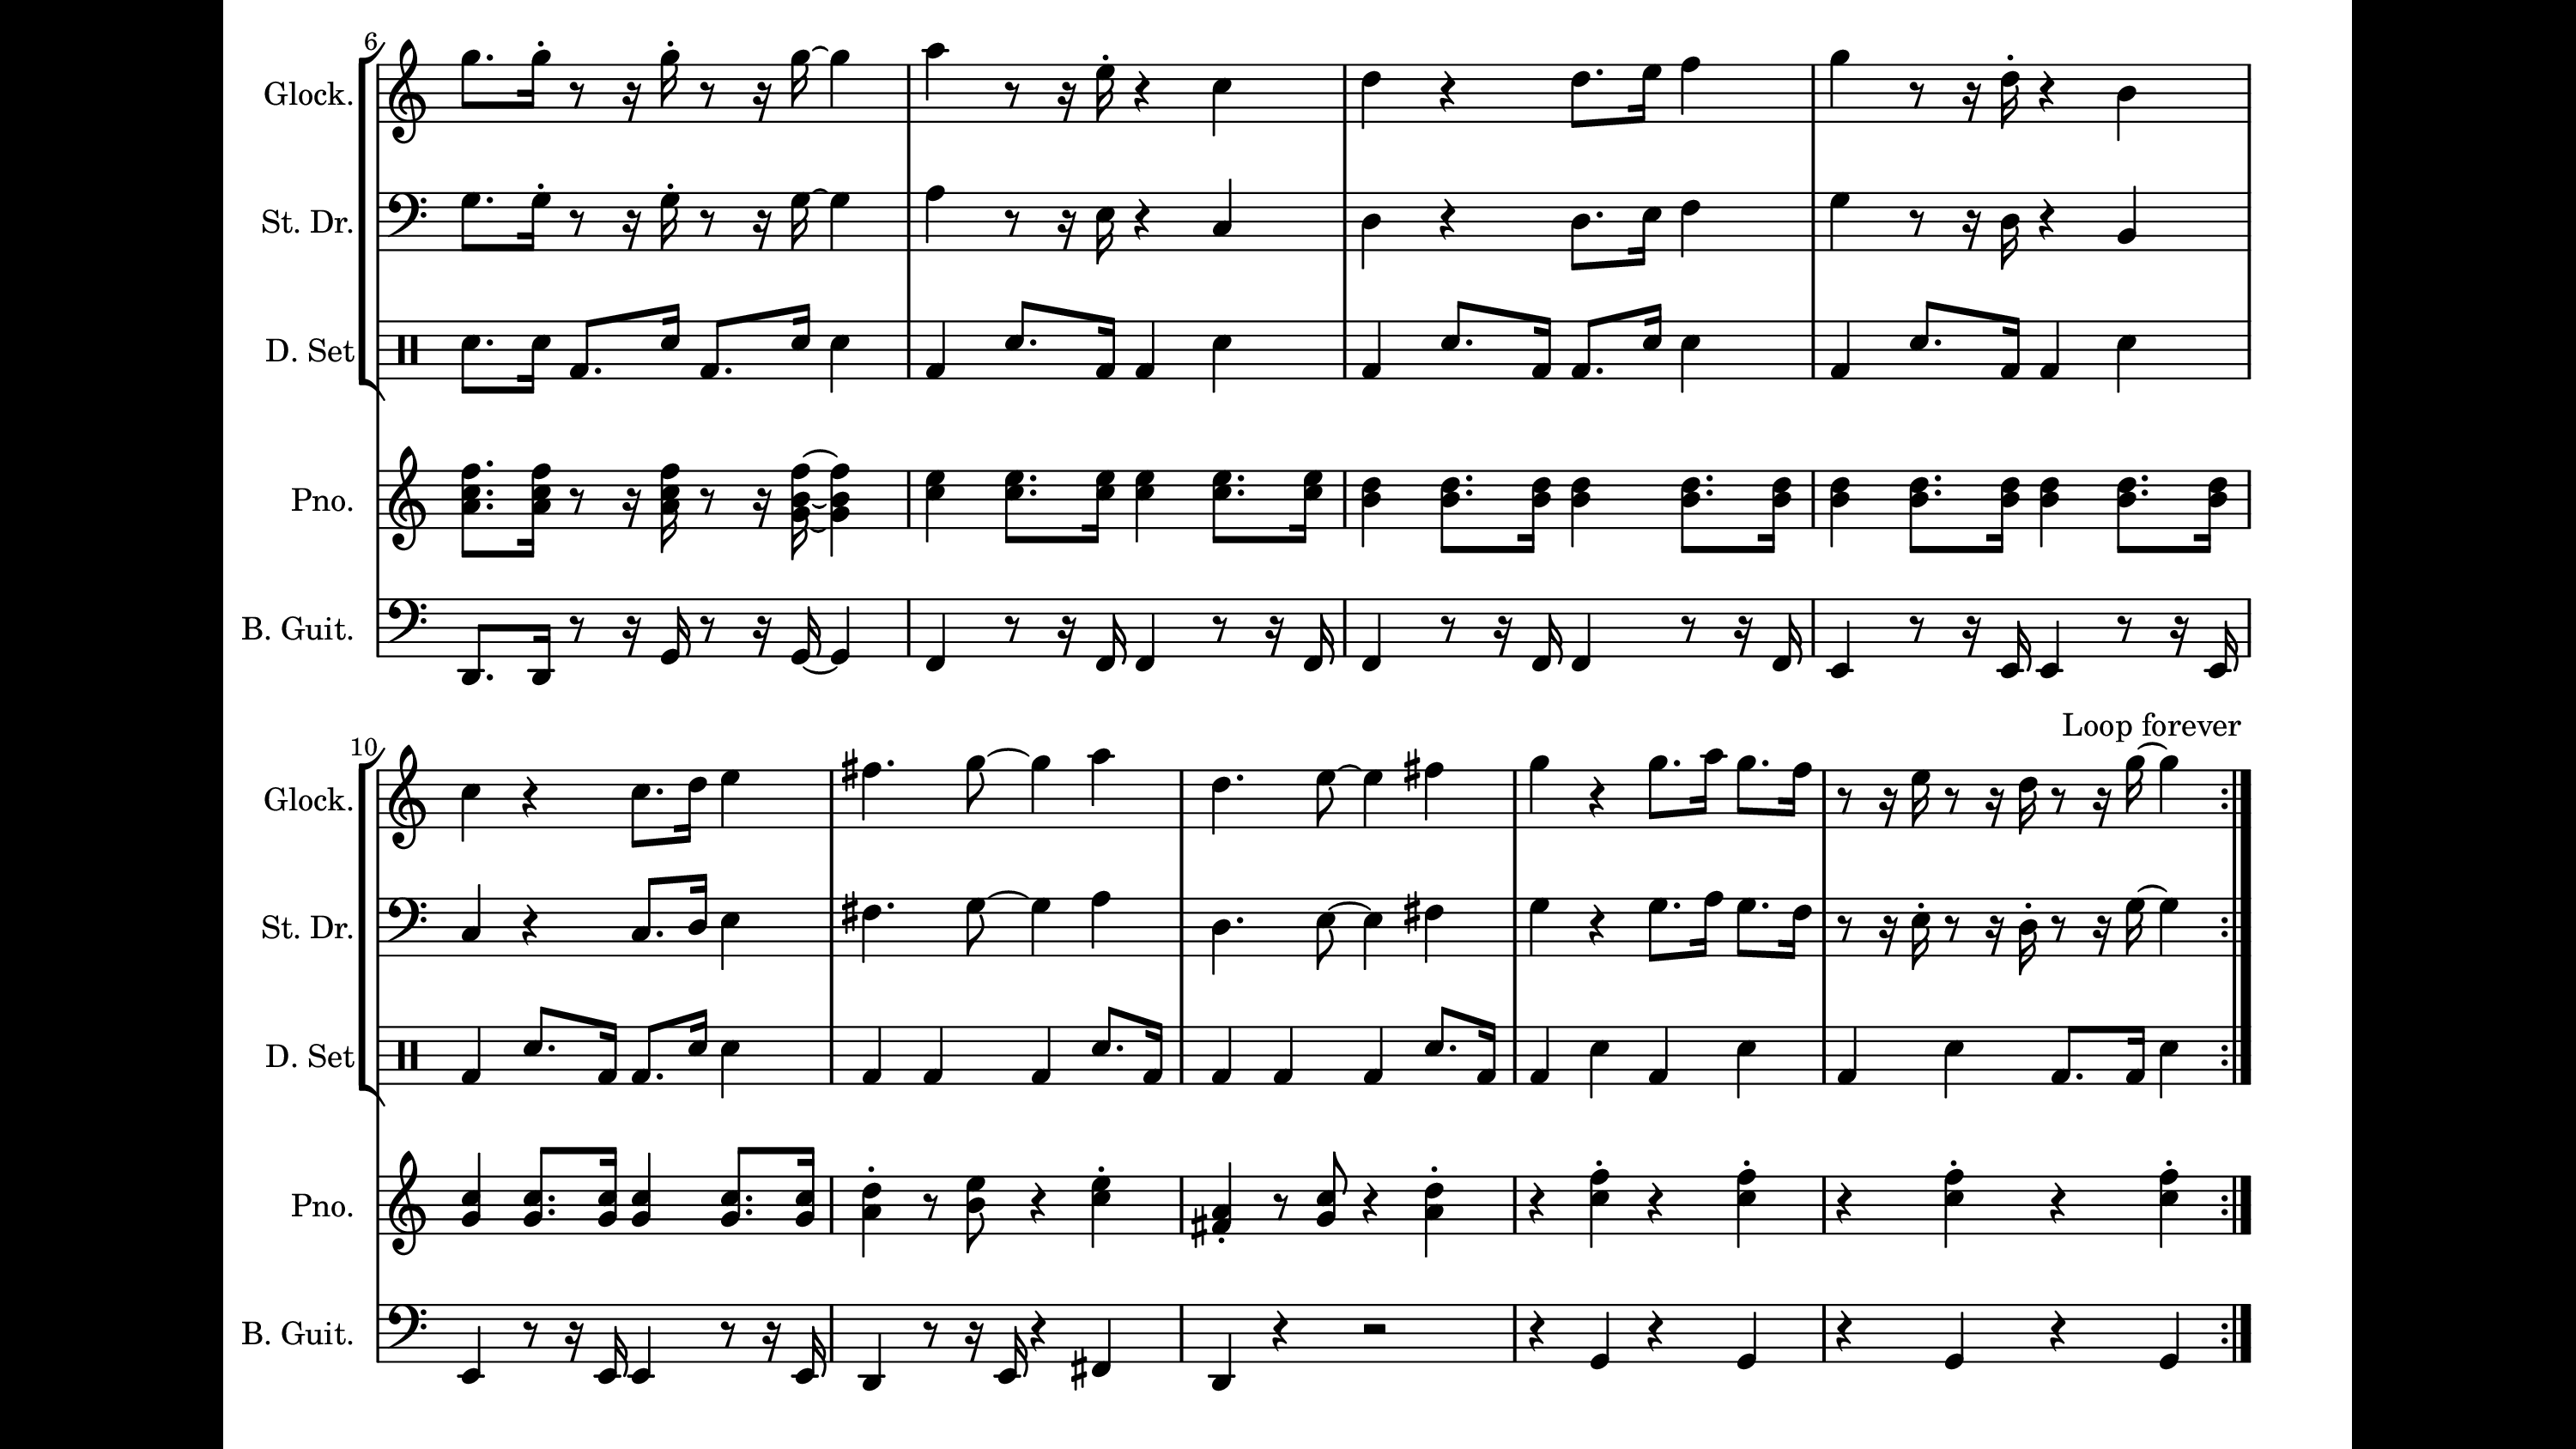 6
Glock.
St. Dr.
D. Set
Pno.
B. Guit.
Loop forever
10
Glock.
St. Dr.
D. Set
Pno.
B. Guit.